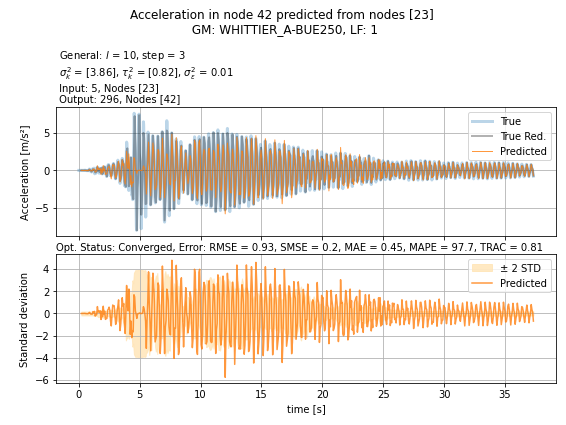 Acceleration in node 42 predicted from nodes [23]
GM: WHITTIER_A-BUE250, LF: 1
General: l = 10, step = 3
σ²ₖ = [3.86], τ²ₖ = [0.82], σ²ε = 0.01
Input: 5, Nodes [23]
Output: 296, Nodes [42]
Acceleration [m/s²]
5
0
−5
True
True Red.
Predicted
Opt. Status: Converged, Error: RMSE = 0.93, SMSE = 0.2, MAE = 0.45, MAPE = 97.7, TRAC = 0.81
Standard deviation
4
2
0
−2
−4
−6
± 2 STD
Predicted
0 5 10 15 20 25 30 35
time [s]